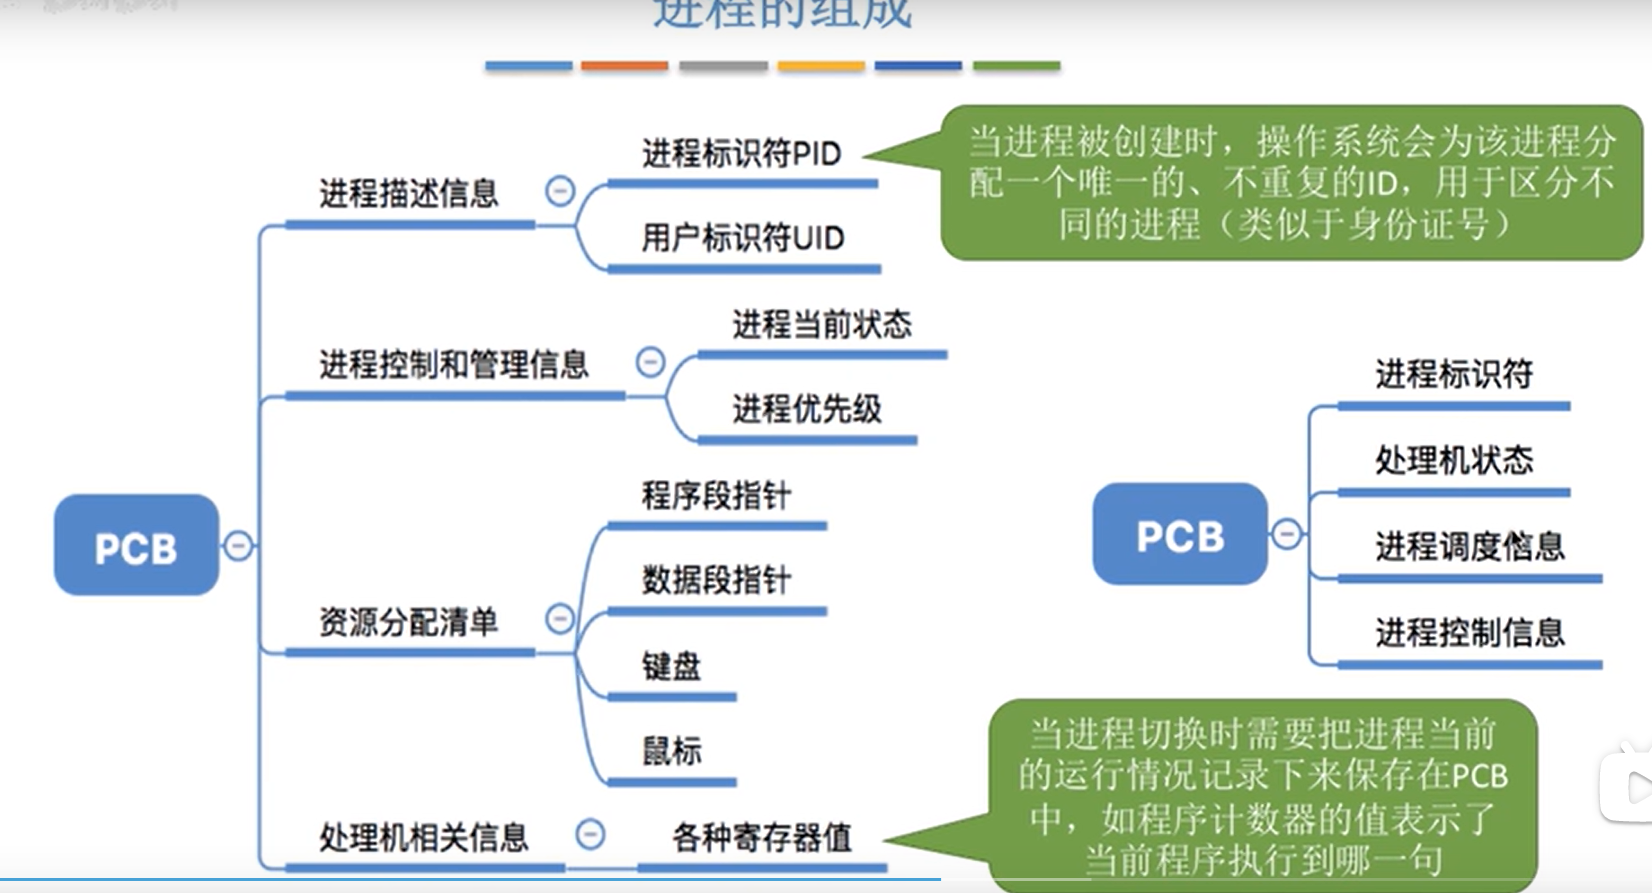 进程的组成
进程标识符PID
当进程被创建时，操作系统会为该进程分
配一个唯一的、不重复的ID，用于区分不
同的进程（类似于身份证号）
进程描述信息
用户标识符UID
进程当前状态
进程控制和管理信息
进程优先级
PCB
程序段指针
数据段指针
资源分配清单
键盘
鼠标
处理机相关信息
各种寄存器值
进程标识符
处理机状态
PCB
进程调度信息
进程控制信息
当进程切换时需要把进程当前
的运行情况记录下来保存在PCB
中，如程序计数器的值表示了
当前程序执行到哪一句